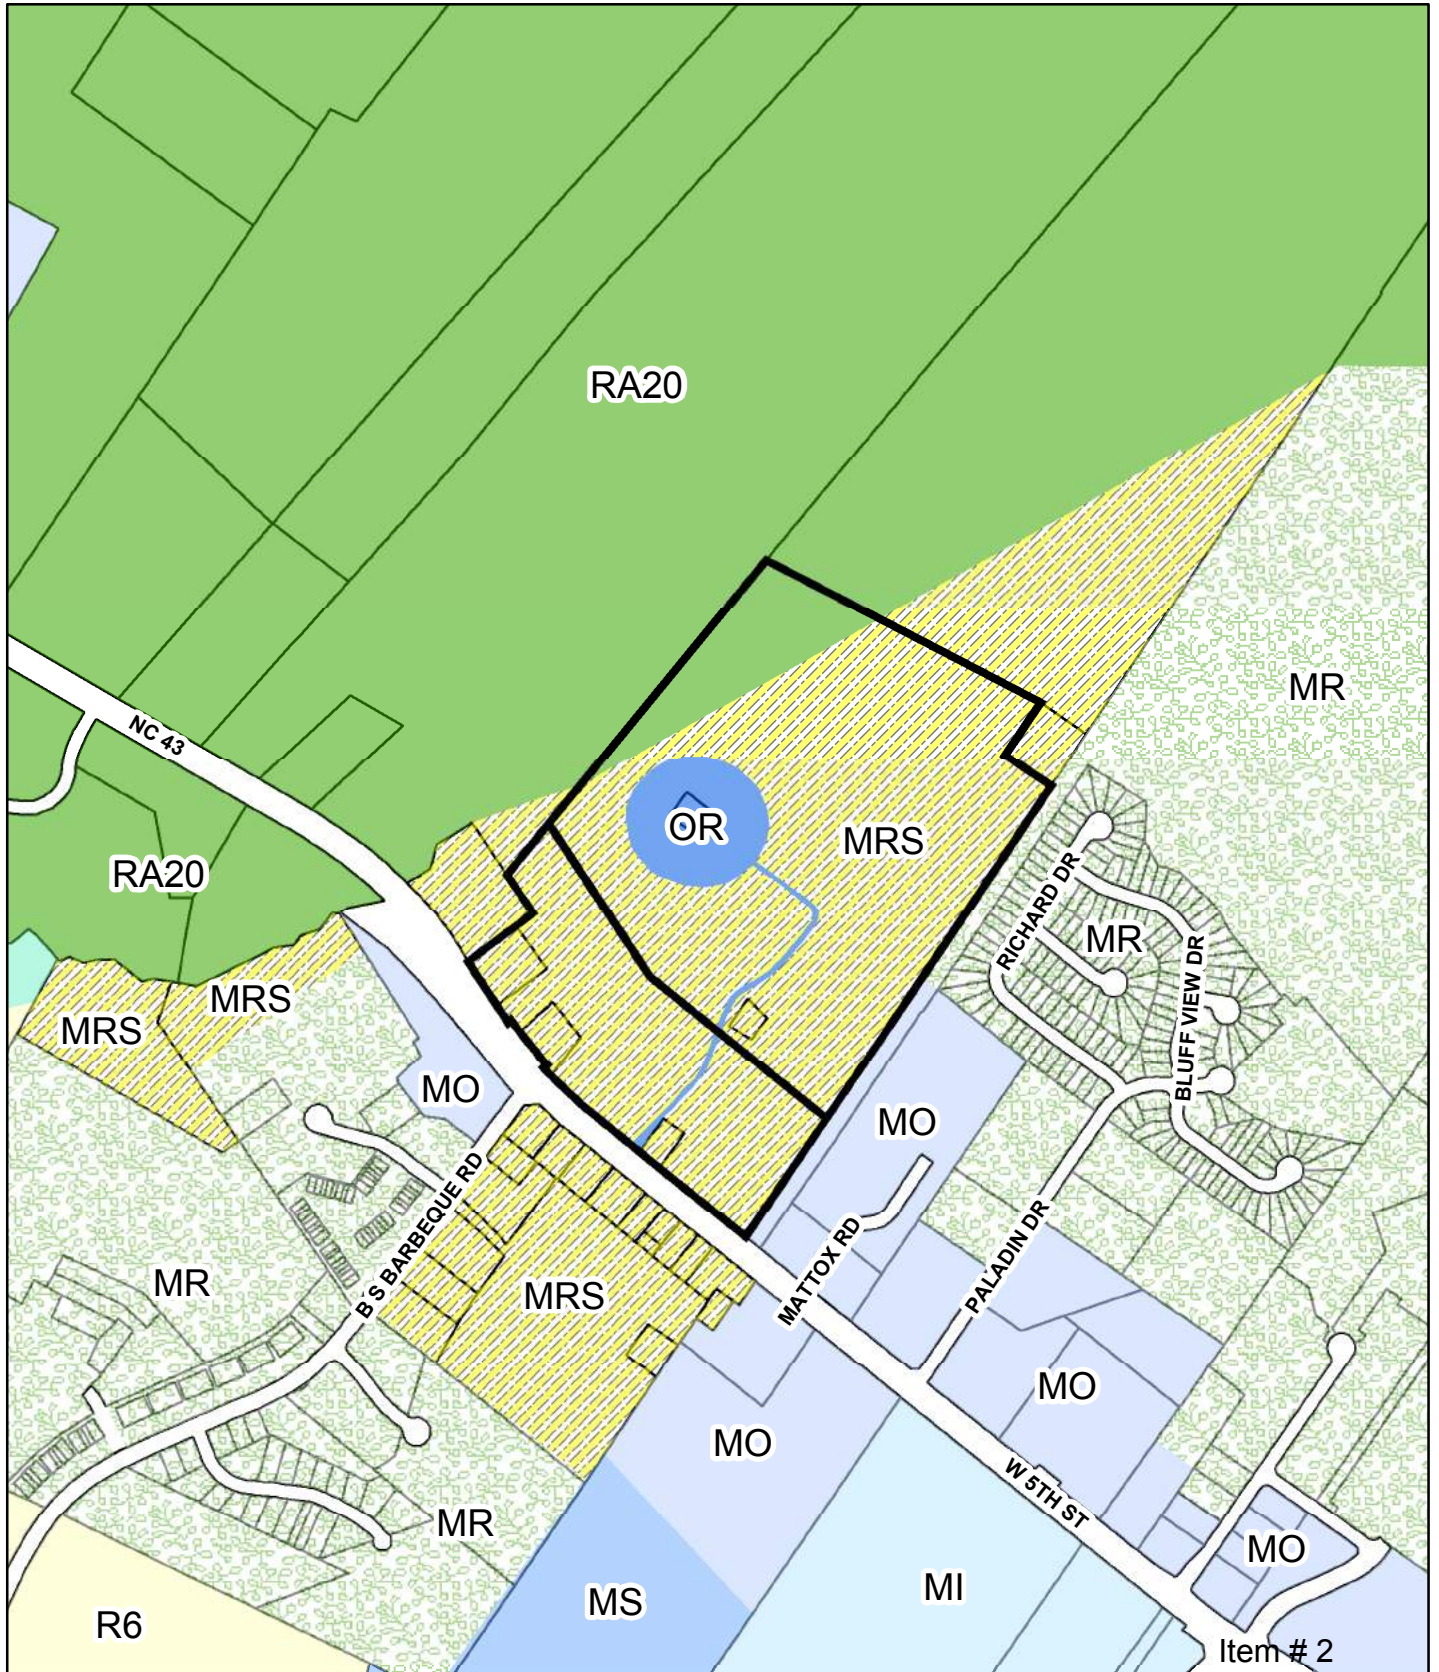 RA20
MR
NC 43
OR
MRS
RA20
RICHARD DR
MR
BLUFF VIEW DR
MRS
MRS
MO
MO
B S BARBEQUE RD
PALADIN DR
MATTOX RD
MR
MRS
MO
MO
W 5TH ST
MR
MO
MI
MS
R6
Item # 2